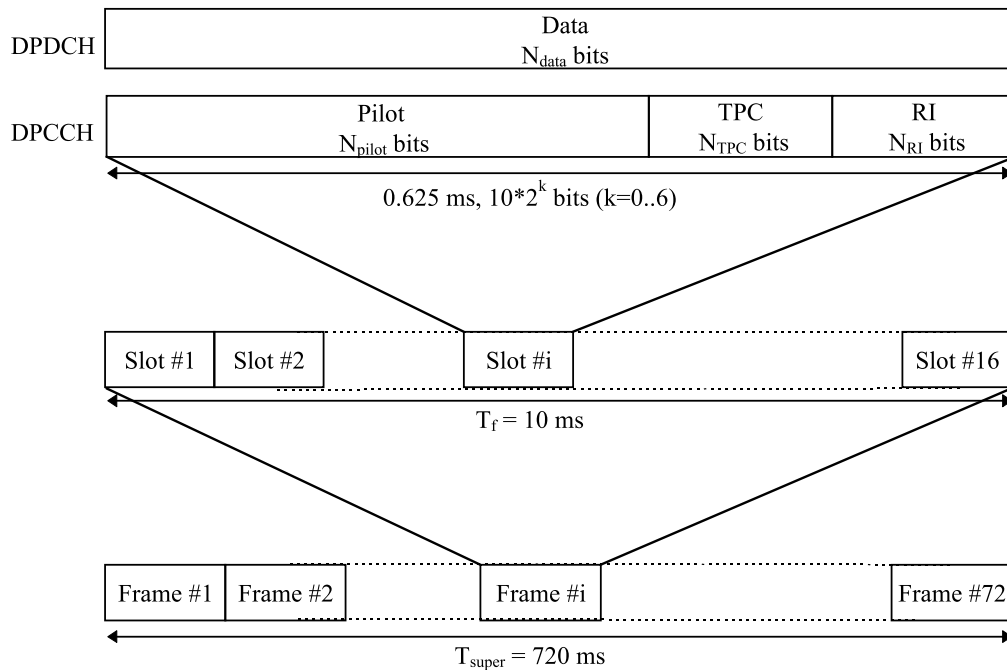 DPDCH
Data
N_data bits
DPCCH
Pilot
N_pilot bits
TPC
N_TPC bits
RI
N_RI bits
0.625 ms, 10*2^k bits (k=0..6)
Slot #1
Slot #2
Slot #i
Slot #16
T_f = 10 ms
Frame #1
Frame #2
Frame #i
Frame #72
T_super = 720 ms